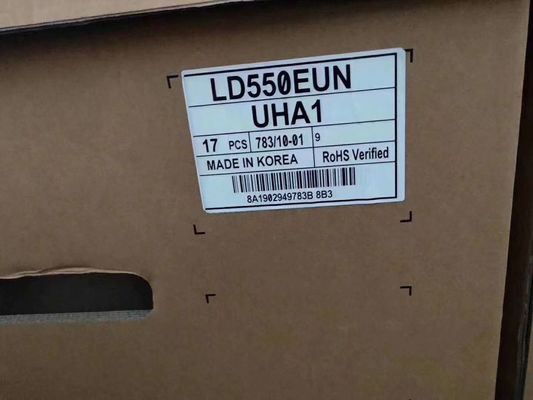 LD550EUN
UHA1
17 PCS 783/10-01 9
MADE IN KOREA RoHS Verified
8A1902949783B 8B3